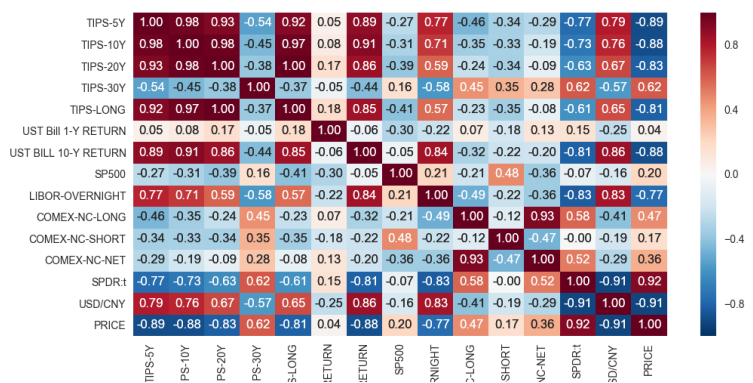 TIPS-5Y 1.00 0.98 0.93 -0.54 0.92 0.05 0.89 -0.27 0.77 -0.46 -0.34 -0.29 -0.77 0.79 -0.89
TIPS-10Y 0.98 1.00 0.98 -0.45 0.97 0.08 0.91 -0.31 0.71 -0.35 -0.33 -0.19 -0.73 0.76 -0.88
TIPS-20Y 0.93 0.98 1.00 -0.38 1.00 0.17 0.86 -0.39 0.59 -0.24 -0.34 -0.09 -0.63 0.67 -0.83
TIPS-30Y -0.54 -0.45 -0.38 1.00 -0.37 -0.05 -0.44 0.16 -0.58 0.45 0.35 0.28 0.62 -0.57 0.62
TIPS-LONG 0.92 0.97 1.00 -0.37 1.00 0.18 0.85 -0.41 0.57 -0.23 -0.35 -0.08 -0.61 0.65 -0.81
UST Bill 1-Y RETURN 0.05 0.08 0.17 -0.05 0.18 1.00 -0.06 -0.30 -0.22 0.07 -0.18 0.13 0.15 -0.25 0.04
UST BILL 10-Y RETURN 0.89 0.91 0.86 -0.44 0.85 -0.06 1.00 -0.05 0.84 -0.32 -0.22 -0.20 -0.81 0.86 -0.88
SP500 -0.27 -0.31 -0.39 0.16 -0.41 -0.30 -0.05 1.00 0.21 -0.21 0.48 -0.36 -0.07 -0.16 0.20
LIBOR-OVERNIGHT 0.77 0.71 0.59 -0.58 0.57 -0.22 0.84 0.21 1.00 -0.49 -0.22 -0.36 -0.83 0.83 -0.77
COMEX-NC-LONG -0.46 -0.35 -0.24 0.45 -0.23 0.07 -0.32 -0.21 -0.49 1.00 -0.12 0.93 0.58 -0.41 0.47
COMEX-NC-SHORT -0.34 -0.33 -0.34 0.35 -0.35 -0.18 -0.22 0.48 -0.22 -0.12 1.00 -0.47 -0.00 -0.19 0.17
COMEX-NC-NET -0.29 -0.19 -0.09 0.28 -0.08 0.13 -0.20 -0.36 -0.36 0.93 -0.47 1.00 0.52 -0.29 0.36
SPDR:t -0.77 -0.73 -0.63 0.62 -0.61 0.15 -0.81 -0.07 -0.83 0.58 -0.00 0.52 1.00 -0.91 0.92
USD/CNY 0.79 0.76 0.67 -0.57 0.65 -0.25 0.86 -0.16 0.83 -0.41 -0.19 -0.29 -0.91 1.00 -0.91
PRICE -0.89 -0.88 -0.83 0.62 -0.81 0.04 -0.88 0.20 -0.77 0.47 0.17 0.36 0.92 -0.91 1.00
TIPS-5Y
PS-10Y
PS-20Y
PS-30Y
S-LONG
RETURN
RETURN
SP500
RNIGHT
C-LONG
SHORT
NC-NET
SPDR:t
SD/CNY
PRICE
0.8
0.4
0.0
-0.4
-0.8